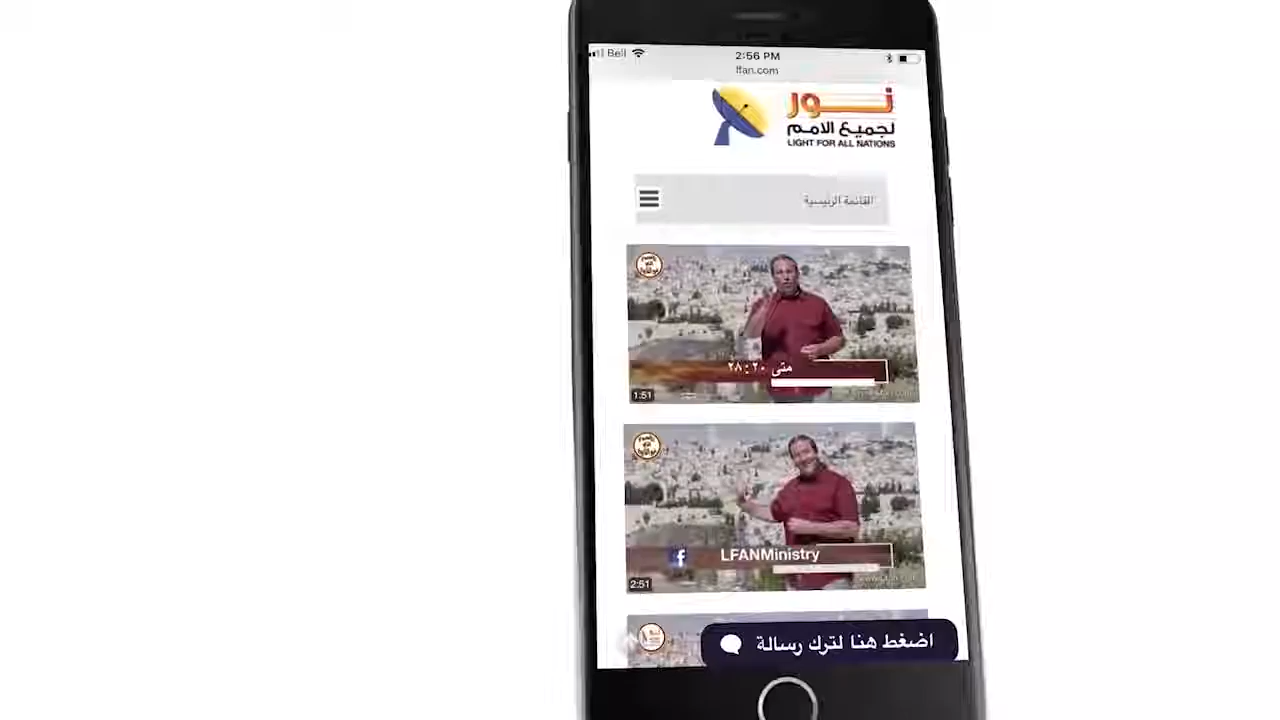 Bell
2:56 PM
lfan.com
نور
لجميع الامم
LIGHT FOR ALL NATIONS
القائمة الرئيسية
متى ٢٠ : ٢٨
1:51
LFANMinistry
2:51
اضغط هنا لترك رسالة